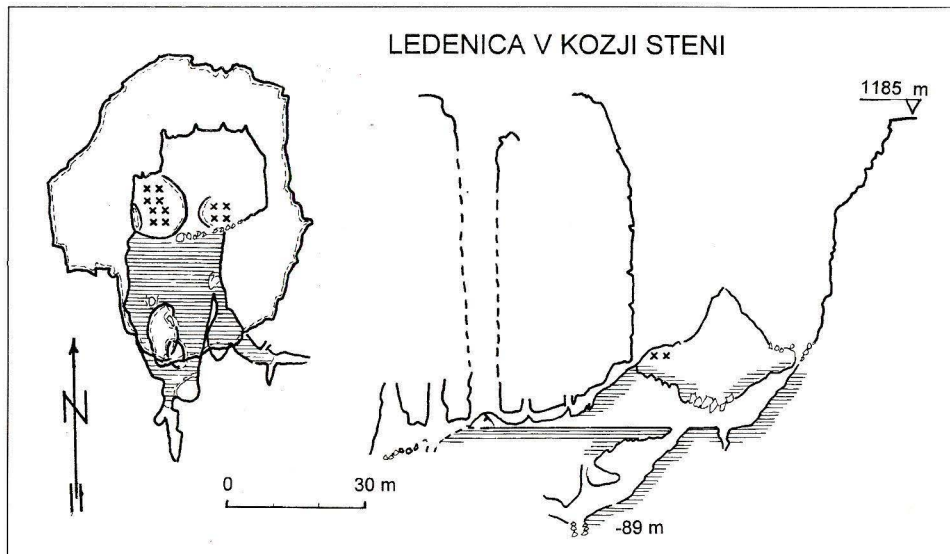 LEDENICA V KOZJI STENI
1185 m
N
0 30 m
-89 m